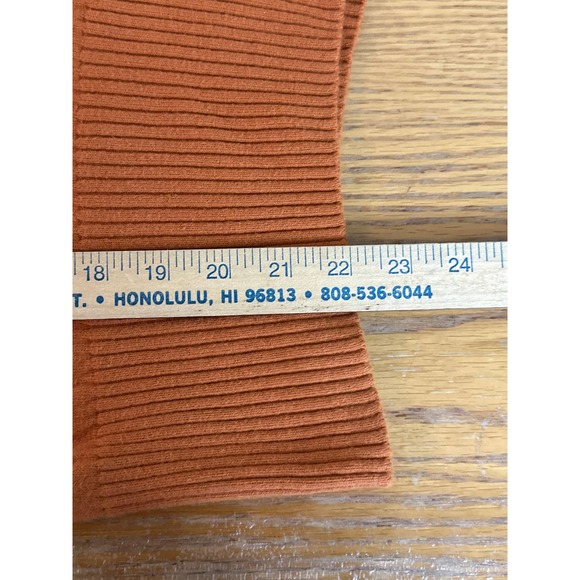 18 19 20 21 22 23 24
T. • HONOLULU, HI 96813 • 808-536-6044